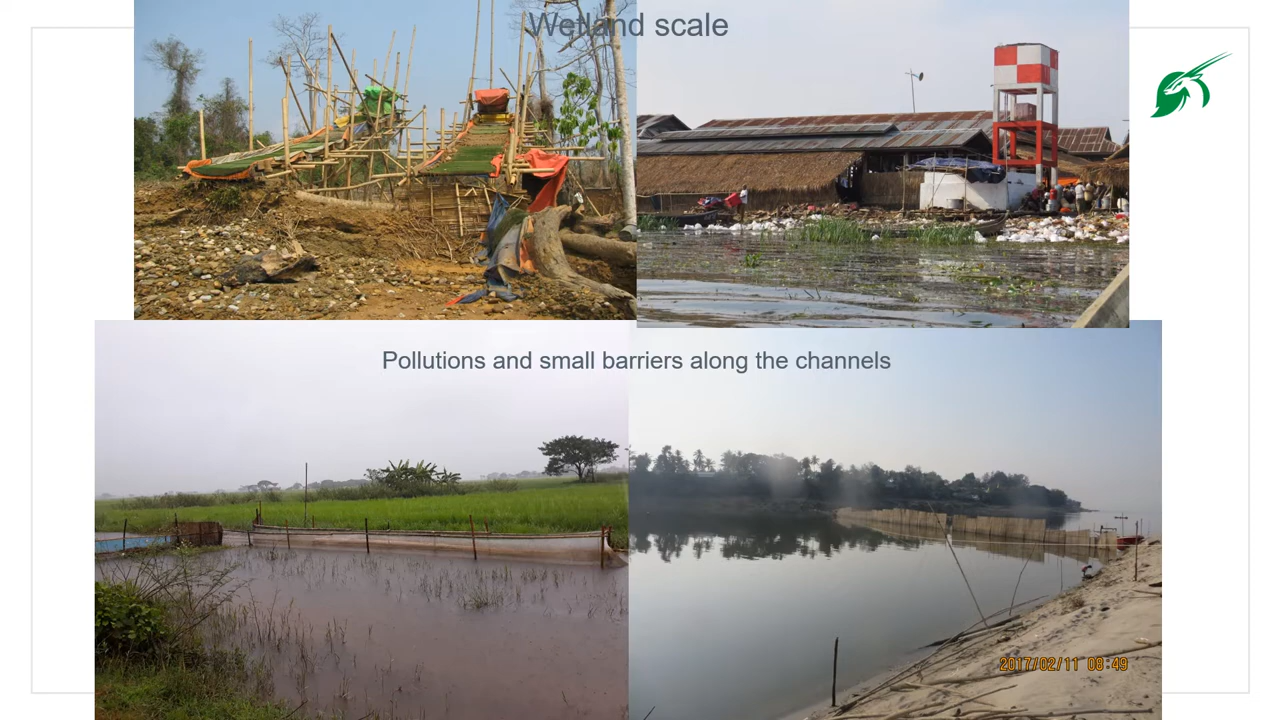 Wetland scale
Pollutions and small barriers along the channels
2017/02/11 08:49